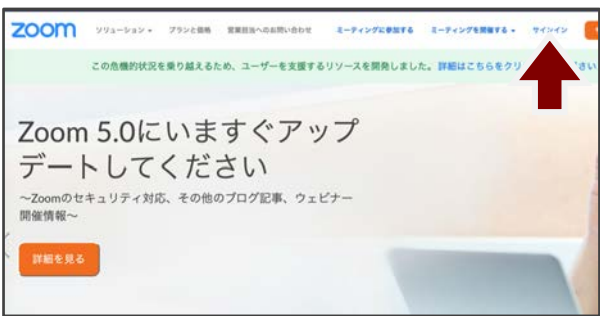 zoom ソリューション プランと価格 営業担当へのお問い合わせ ミーティングに参加する ミーティングを開催する サインイン
この危機的状況を乗り越えるため、ユーザーを支援するリソースを開発しました。詳細はこちらをクリ さい
Zoom 5.0にいますぐアップ
デートしてください
〜Zoomのセキュリティ対応、その他のブログ記事、ウェビナー
開催情報〜
詳細を見る